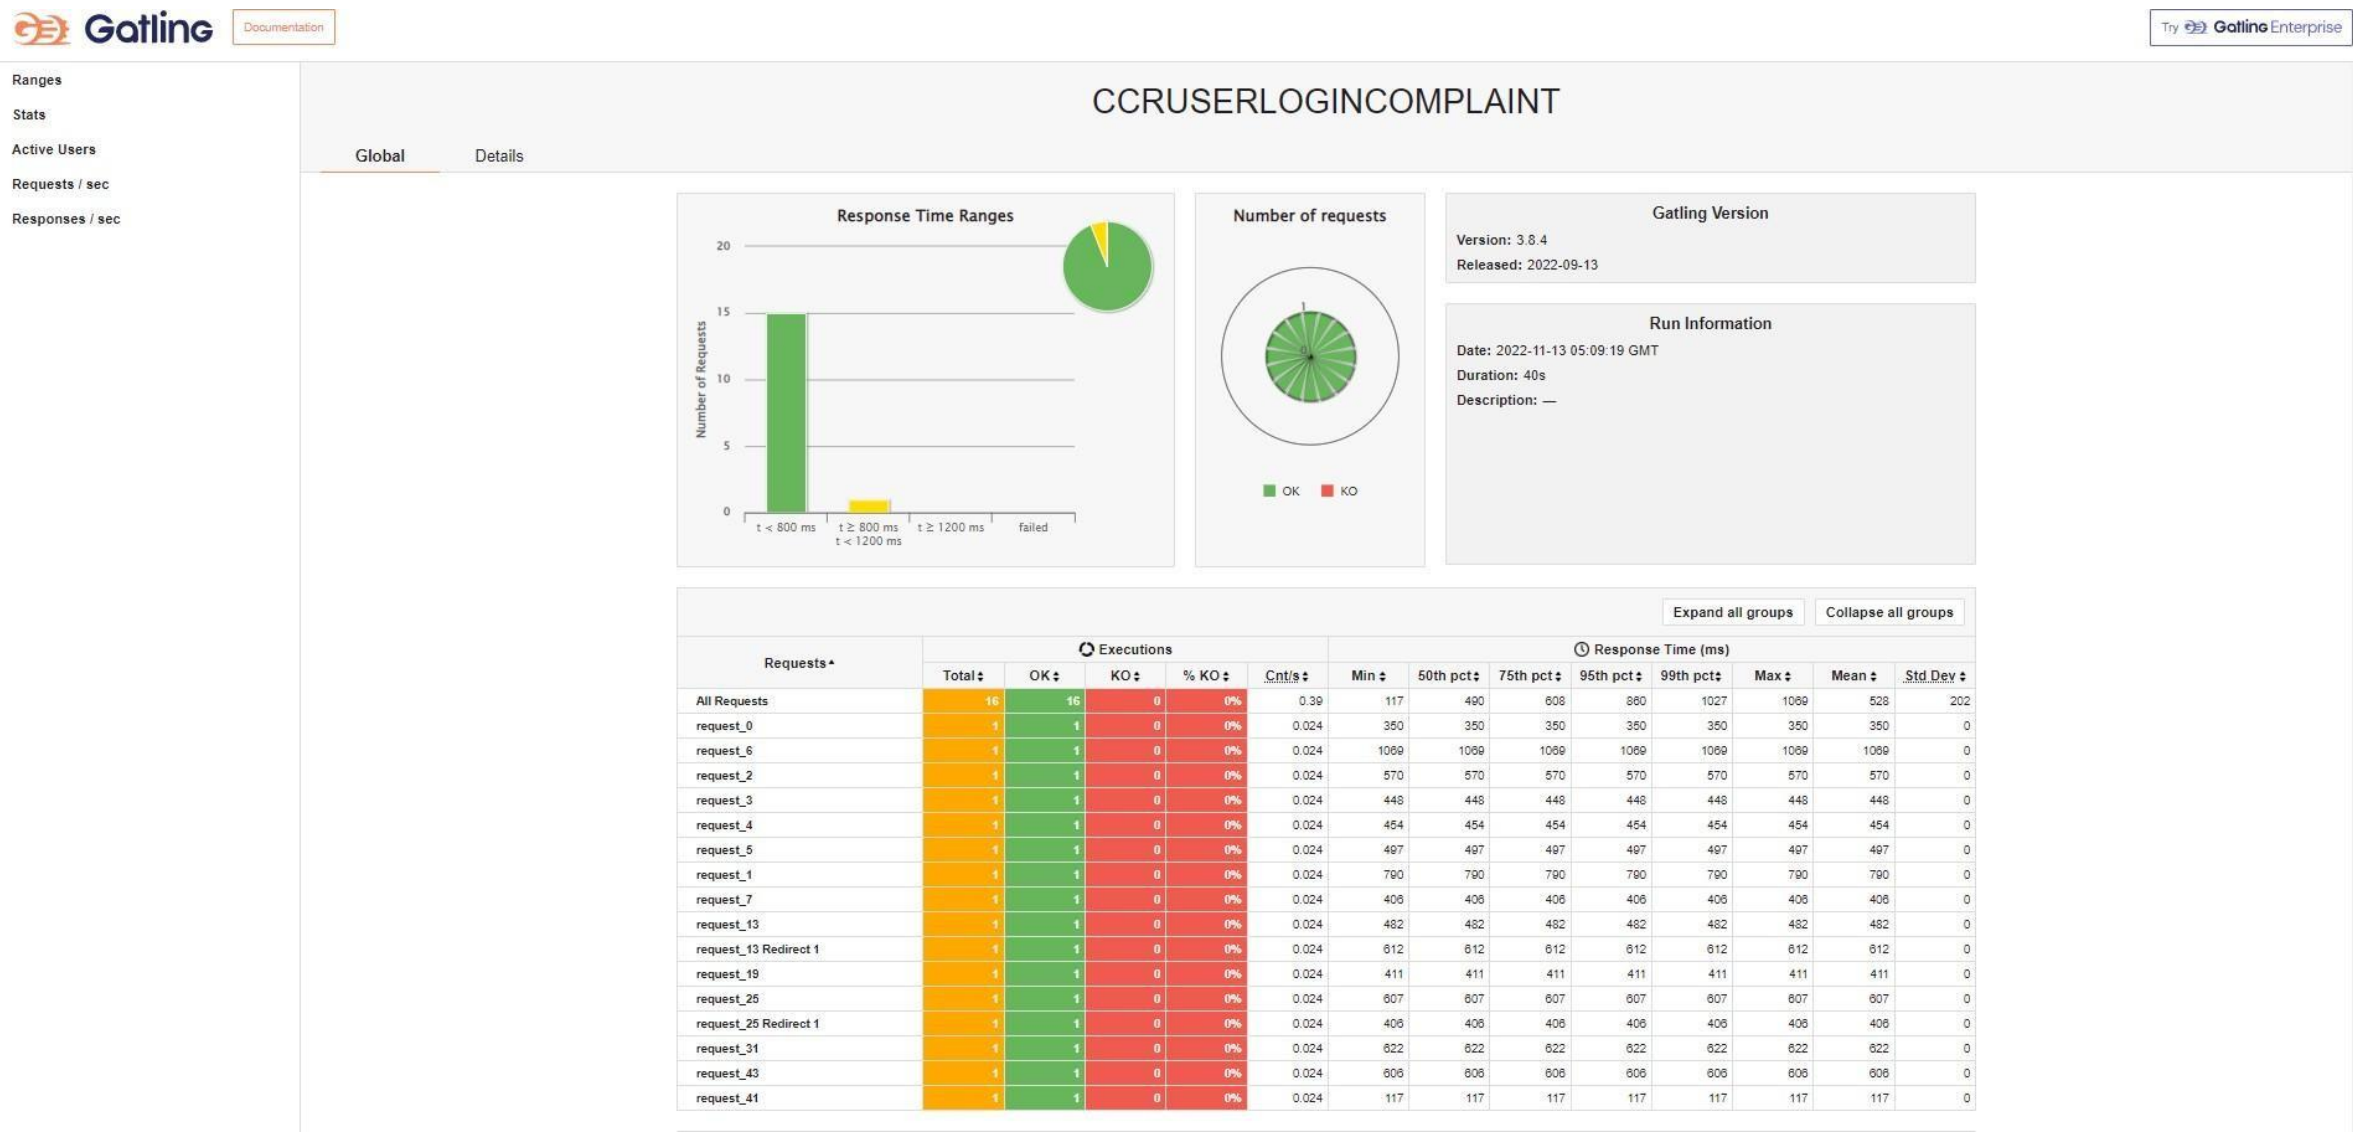 Gatling Documentation Try Gatling Enterprise
Ranges
Stats
Active Users
Requests / sec
Responses / sec
CCRUSERLOGINCOMPLAINT
Global Details
Response Time Ranges
20
15
10
5
0
Number of Requests
t < 800 ms
t ≥ 800 ms
t < 1200 ms
t ≥ 1200 ms
failed
Number of requests
1
0
OK KO
Gatling Version
Version: 3.8.4
Released: 2022-09-13
Run Information
Date: 2022-11-13 05:09:19 GMT
Duration: 40s
Description: —
Expand all groups Collapse all groups
Requests Executions Response Time (ms)
Total OK KO % KO Cnt/s Min 50th pct 75th pct 95th pct 99th pct Max Mean Std Dev
All Requests 16 16 0 0% 0.39 117 490 608 860 1027 1069 528 202
request_0 1 1 0 0% 0.024 350 350 350 350 350 350 350 0
request_6 1 1 0 0% 0.024 1069 1069 1069 1069 1069 1069 1069 0
request_2 1 1 0 0% 0.024 570 570 570 570 570 570 570 0
request_3 1 1 0 0% 0.024 448 448 448 448 448 448 448 0
request_4 1 1 0 0% 0.024 454 454 454 454 454 454 454 0
request_5 1 1 0 0% 0.024 497 497 497 497 497 497 497 0
request_1 1 1 0 0% 0.024 790 790 790 790 790 790 790 0
request_7 1 1 0 0% 0.024 406 406 406 406 406 406 406 0
request_13 1 1 0 0% 0.024 482 482 482 482 482 482 482 0
request_13 Redirect 1 1 1 0 0% 0.024 612 612 612 612 612 612 612 0
request_19 1 1 0 0% 0.024 411 411 411 411 411 411 411 0
request_25 1 1 0 0% 0.024 607 607 607 607 607 607 607 0
request_25 Redirect 1 1 1 0 0% 0.024 406 406 406 406 406 406 406 0
request_31 1 1 0 0% 0.024 622 622 622 622 622 622 622 0
request_43 1 1 0 0% 0.024 606 606 606 606 606 606 606 0
request_41 1 1 0 0% 0.024 117 117 117 117 117 117 117 0